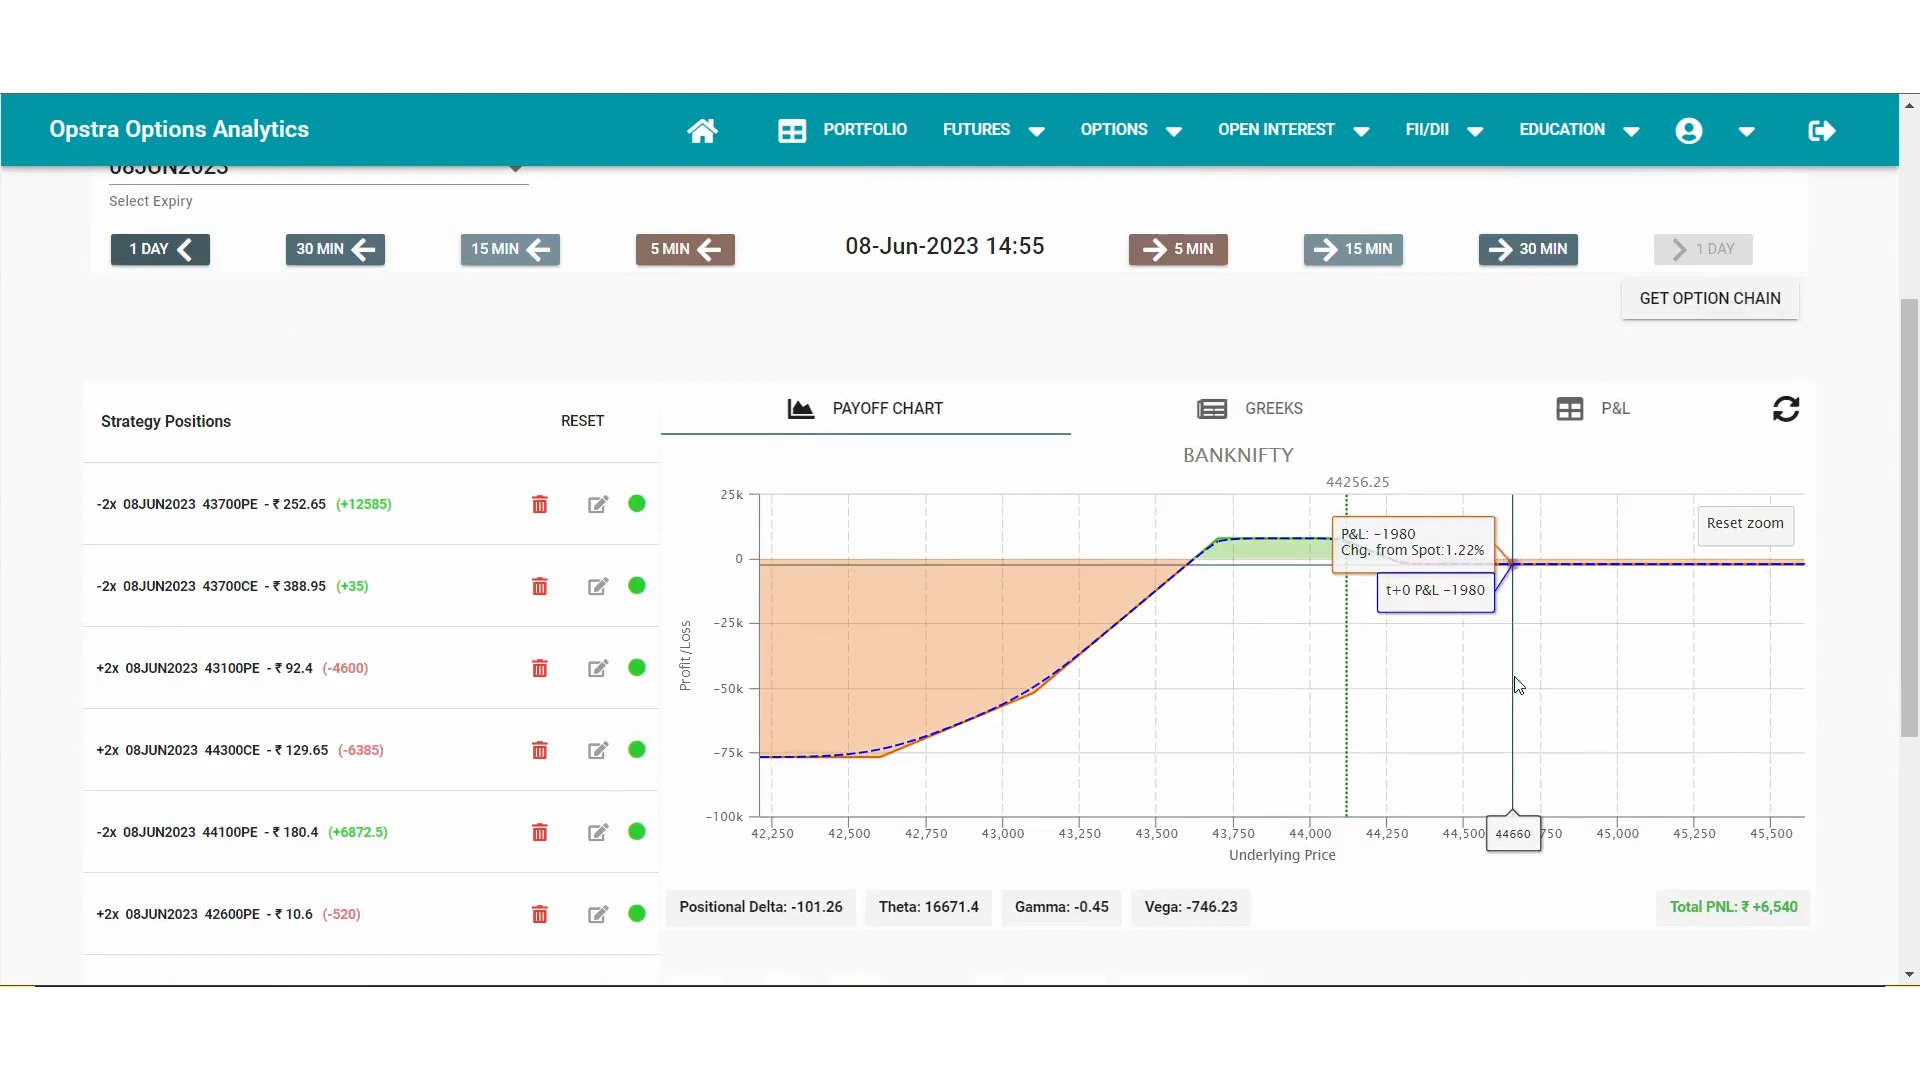 Opstra Options Analytics
PORTFOLIO
FUTURES
OPTIONS
OPEN INTEREST
FII/DII
EDUCATION
08JUN2023
Select Expiry
1 DAY
30 MIN
15 MIN
5 MIN
08-Jun-2023 14:55
5 MIN
15 MIN
30 MIN
1 DAY
GET OPTION CHAIN
Strategy Positions
RESET
-2x 08JUN2023 43700PE - ₹ 252.65 (+12585)
-2x 08JUN2023 43700CE - ₹ 388.95 (+35)
+2x 08JUN2023 43100PE - ₹ 92.4 (-4600)
+2x 08JUN2023 44300CE - ₹ 129.65 (-6385)
-2x 08JUN2023 44100PE - ₹ 180.4 (+6872.5)
+2x 08JUN2023 42600PE - ₹ 10.6 (-520)
PAYOFF CHART
GREEKS
P&L
BANKNIFTY
44256.25
Reset zoom
P&L: -1980
Chg. from Spot:1.22%
t+0 P&L -1980
Profit/Loss
25k
0
-25k
-50k
-75k
-100k
42,250 42,500 42,750 43,000 43,250 43,500 43,750 44,000 44,250 44,500 44660 750 45,000 45,250 45,500
Underlying Price
Positional Delta: -101.26
Theta: 16671.4
Gamma: -0.45
Vega: -746.23
Total PNL: ₹ +6,540